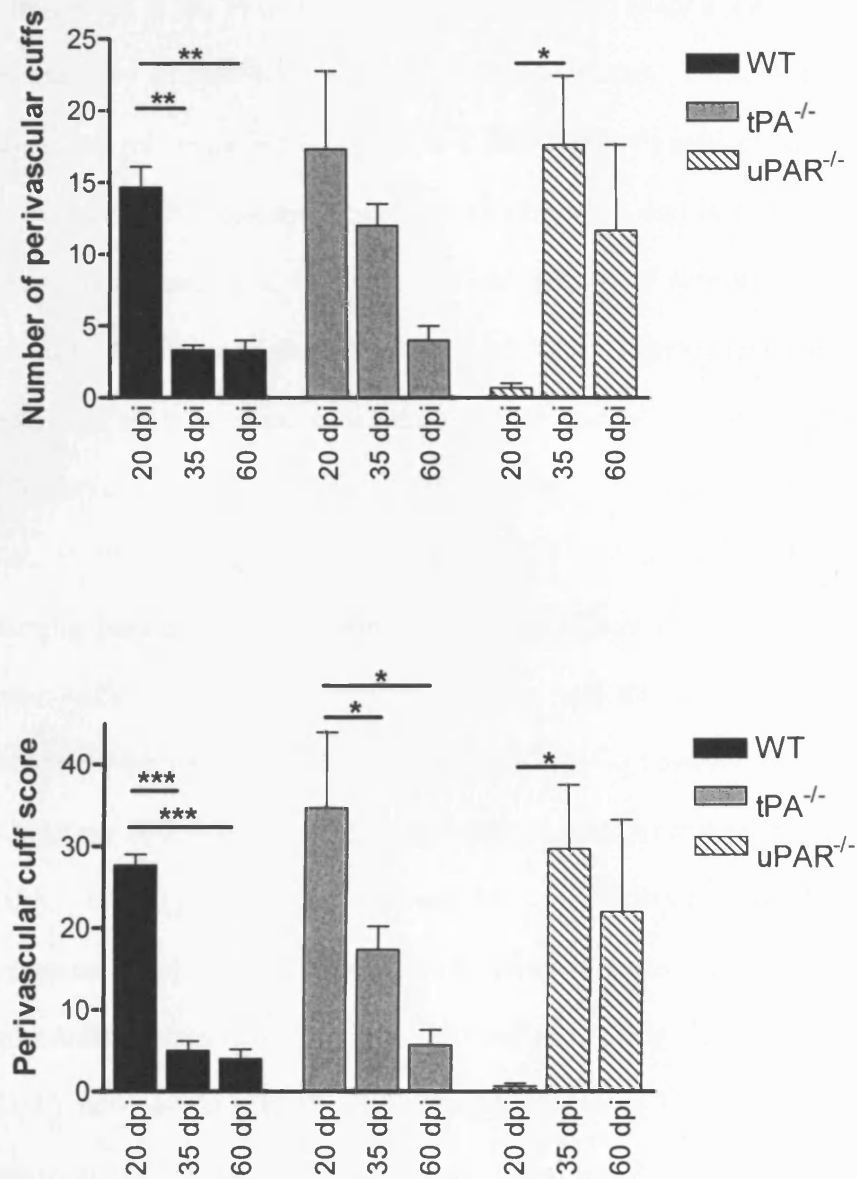 Number of perivascular cuffs
25
20
15
10
5
0
** 
**
*
WT
tPA-/-
uPAR-/-
20 dpi
35 dpi
60 dpi
20 dpi
35 dpi
60 dpi
20 dpi
35 dpi
60 dpi
Perivascular cuff score
40
30
20
10
0
***
***
*
*
*
WT
tPA-/-
uPAR-/-
20 dpi
35 dpi
60 dpi
20 dpi
35 dpi
60 dpi
20 dpi
35 dpi
60 dpi